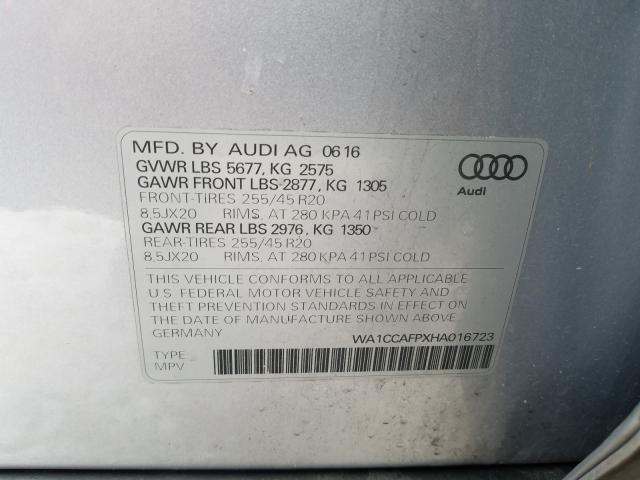 MFD. BY AUDI AG 0616
GVWR LBS 5677, KG 2575
GAWR FRONT LBS 2877, KG 1305
FRONT-TIRES 255/45 R20
8,5JX20 RIMS, AT 280 KPA 41 PSI COLD
GAWR REAR LBS 2976, KG 1350
REAR-TIRES 255/45 R20
8,5JX20 RIMS, AT 280 KPA 41 PSI COLD
Audi
THIS VEHICLE CONFORMS TO ALL APPLICABLE
U.S. FEDERAL MOTOR VEHICLE SAFETY AND
THEFT PREVENTION STANDARDS IN EFFECT ON
THE DATE OF MANUFACTURE SHOWN ABOVE.
GERMANY
WA1CCAFPXHA016723
TYPE
MPV